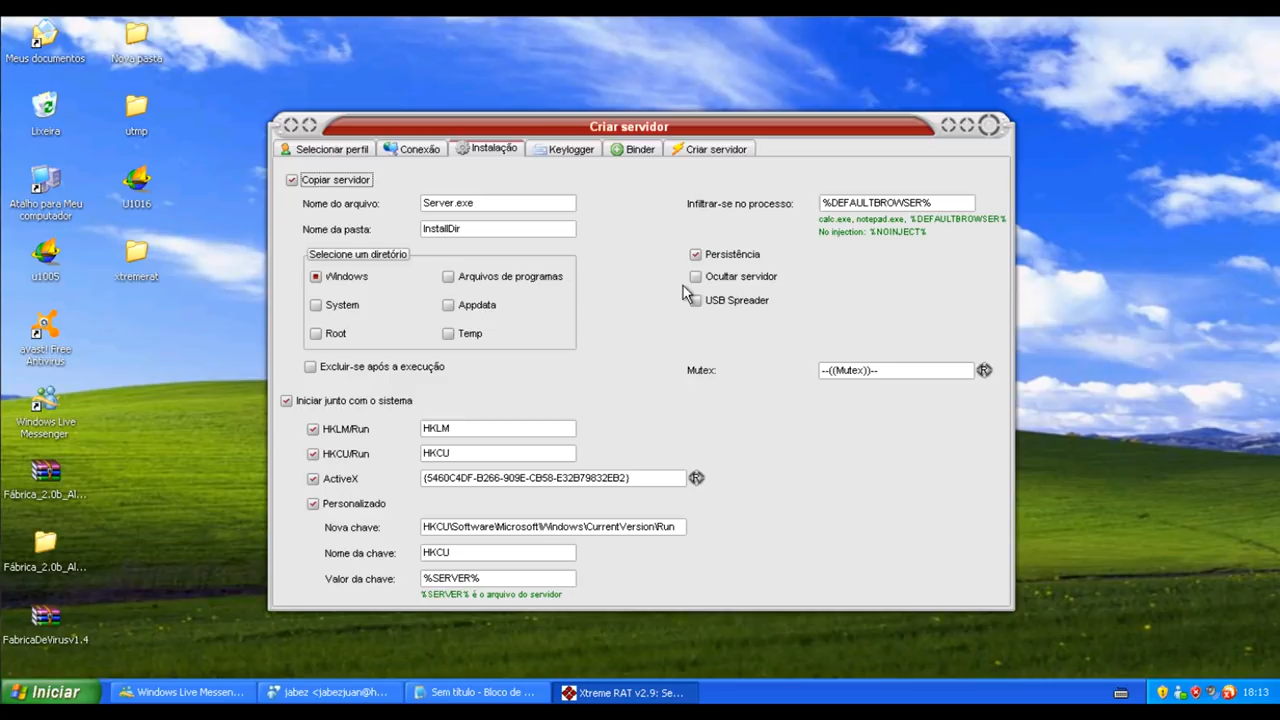 Meus documentos
Nova pasta
Lixeira
utmp
Atalho para Meu
computador
U1016
u1005
xtremerat
avast! Free
Antivirus
Windows Live
Messenger
Fábrica_2.0b_Al...
Fábrica_2.0b_Al...
FabricaDeVirusv1.4
Criar servidor
Selecionar perfil
Conexão
Instalação
Keylogger
Binder
Criar servidor
Copiar servidor
Nome do arquivo:
Server.exe
Nome da pasta:
InstallDir
Selecione um diretório
Windows
Arquivos de programas
System
Appdata
Root
Temp
Excluir-se após a execução
Infiltrar-se no processo:
%DEFAULTBROWSER%
calc.exe, notepad.exe, %DEFAULTBROWSER%
No injection: %NOINJECT%
Persistência
Ocultar servidor
USB Spreader
Mutex:
--((Mutex))--
Iniciar junto com o sistema
HKLM/Run
HKLM
HKCU/Run
HKCU
ActiveX
{5460C4DF-B266-909E-CB58-E32B79832EB2}
Personalizado
Nova chave:
HKCU\Software\Microsoft\Windows\CurrentVersion\Run
Nome da chave:
HKCU
Valor da chave:
%SERVER%
%SERVER% é o arquivo do servidor
Iniciar
Windows Live Messen...
jabez <jabezjuan@h...
Sem título - Bloco de ...
Xtreme RAT v2.9: Se...
18:13